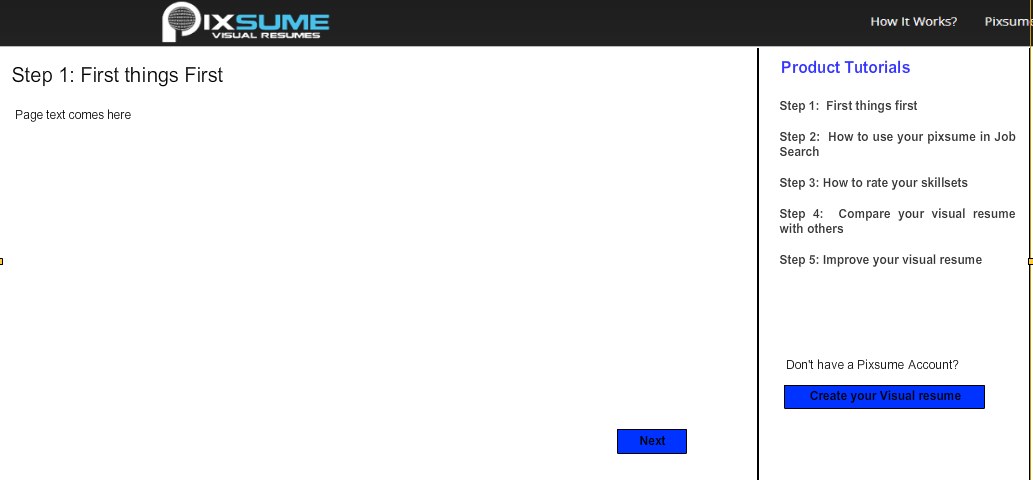 PIXSUME
VISUAL RESUMES
How It Works?
Step 1: First things First
Page text comes here
Next
Product Tutorials
Step 1:  First things first
Step 2:  How to use your pixsume in Job
Search
Step 3: How to rate your skillsets
Step 4:  Compare your visual resume
with others
Step 5: Improve your visual resume
Don't have a Pixsume Account?
Create your Visual resume